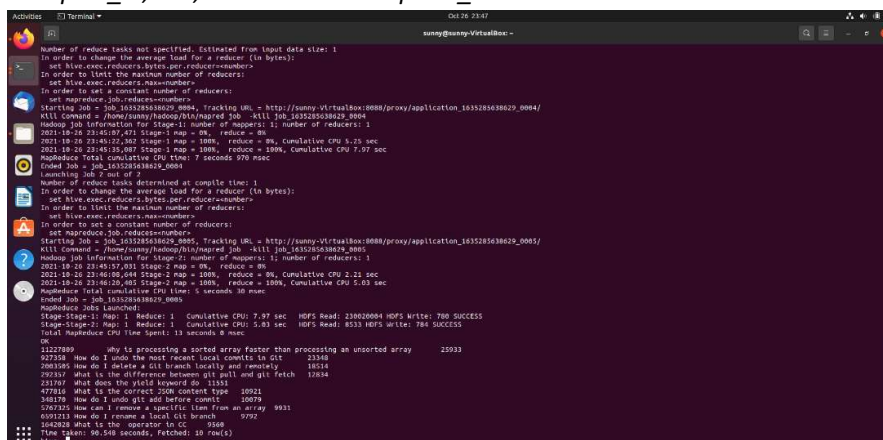 Activities Terminal Oct 26 23:47
sunny@sunny-VirtualBox: ~
Number of reduce tasks not specified. Estimated from input data size: 1
In order to change the average load for a reducer (in bytes):
set hive.exec.reducers.bytes.per.reducer=<number>
In order to limit the maximum number of reducers:
set hive.exec.reducers.max=<number>
In order to set a constant number of reducers:
set mapreduce.job.reduces=<number>
Starting Job = job_1635285638629_0004, Tracking URL = http://sunny-VirtualBox:8088/proxy/application_1635285638629_0004/
Kill Command = /home/sunny/hadoop/bin/mapred job -kill job_1635285638629_0004
Hadoop job information for Stage-1: number of mappers: 1; number of reducers: 1
2021-10-26 23:45:07,471 Stage-1 map = 0%, reduce = 0%
2021-10-26 23:45:22,362 Stage-1 map = 100%, reduce = 0%, Cumulative CPU 5.25 sec
2021-10-26 23:45:35,087 Stage-1 map = 100%, reduce = 100%, Cumulative CPU 7.97 sec
MapReduce Total cumulative CPU time: 7 seconds 970 msec
Ended Job = job_1635285638629_0004
Launching Job 2 out of 2
Number of reduce tasks determined at compile time: 1
In order to change the average load for a reducer (in bytes):
set hive.exec.reducers.bytes.per.reducer=<number>
In order to limit the maximum number of reducers:
set hive.exec.reducers.max=<number>
In order to set a constant number of reducers:
set mapreduce.job.reduces=<number>
Starting Job = job_1635285638629_0005, Tracking URL = http://sunny-VirtualBox:8088/proxy/application_1635285638629_0005/
Kill Command = /home/sunny/hadoop/bin/mapred job -kill job_1635285638629_0005
Hadoop job information for Stage-2: number of mappers: 1; number of reducers: 1
2021-10-26 23:45:57,031 Stage-2 map = 0%, reduce = 0%
2021-10-26 23:46:08,644 Stage-2 map = 100%, reduce = 0%, Cumulative CPU 2.21 sec
2021-10-26 23:46:20,405 Stage-2 map = 100%, reduce = 100%, Cumulative CPU 5.03 sec
MapReduce Total cumulative CPU time: 5 seconds 30 msec
Ended Job = job_1635285638629_0005
MapReduce Jobs Launched:
Stage-Stage-1: Map: 1 Reduce: 1 Cumulative CPU: 7.97 sec HDFS Read: 230020004 HDFS Write: 780 SUCCESS
Stage-Stage-2: Map: 1 Reduce: 1 Cumulative CPU: 5.03 sec HDFS Read: 8533 HDFS Write: 784 SUCCESS
Total MapReduce CPU Time Spent: 13 seconds 0 msec
OK
11227809 Why is processing a sorted array faster than processing an unsorted array 25933
927358 How do I undo the most recent local commits in Git 23348
2003505 How do I delete a Git branch locally and remotely 18514
292357 What is the difference between git pull and git fetch 12834
231767 What does the yield keyword do 11551
477816 What is the correct JSON content type 10921
348170 How do I undo git add before commit 10079
5767325 How can I remove a specific item from an array 9931
6591213 How do I rename a local Git branch 9792
1642028 What is the operator in CC 9560
Time taken: 90.540 seconds, Fetched: 10 row(s)